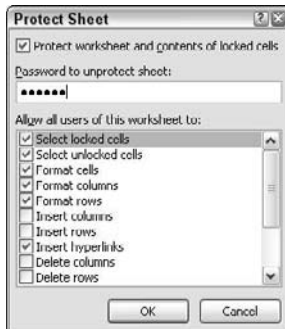 Protect Sheet
Protect worksheet and contents of locked cells
Password to unprotect sheet:
••••••
Allow all users of this worksheet to:
Select locked cells
Select unlocked cells
Format cells
Format columns
Format rows
Insert columns
Insert rows
Insert hyperlinks
Delete columns
Delete rows
OK Cancel